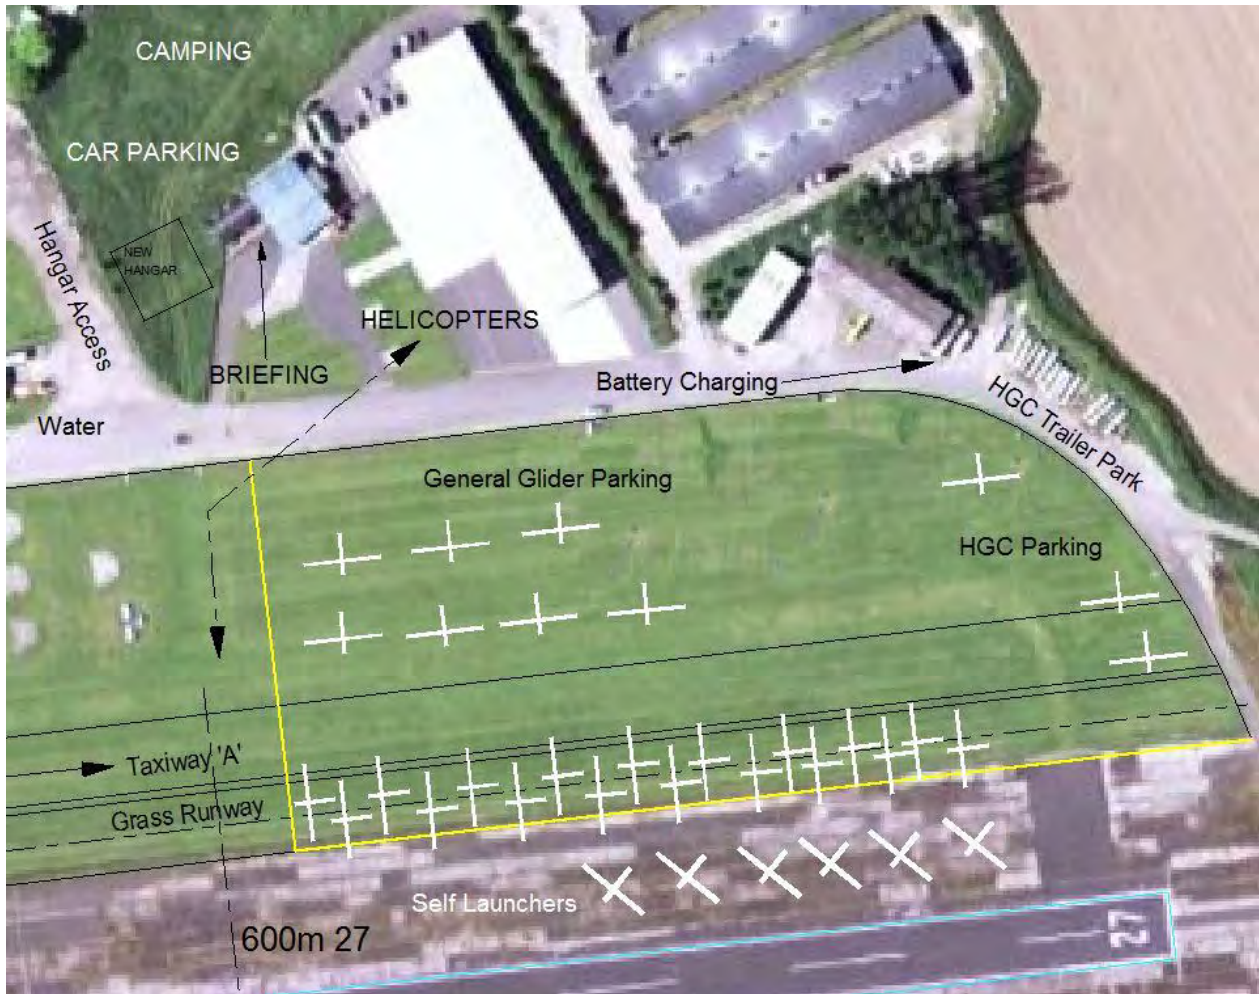 CAMPING
CAR PARKING
Hangar Access
NEW
HANGAR
HELICOPTERS
BRIEFING
Battery Charging
HGC Trailer Park
Water
General Glider Parking
HGC Parking
Taxiway 'A'
Grass Runway
Self Launchers
600m 27
27